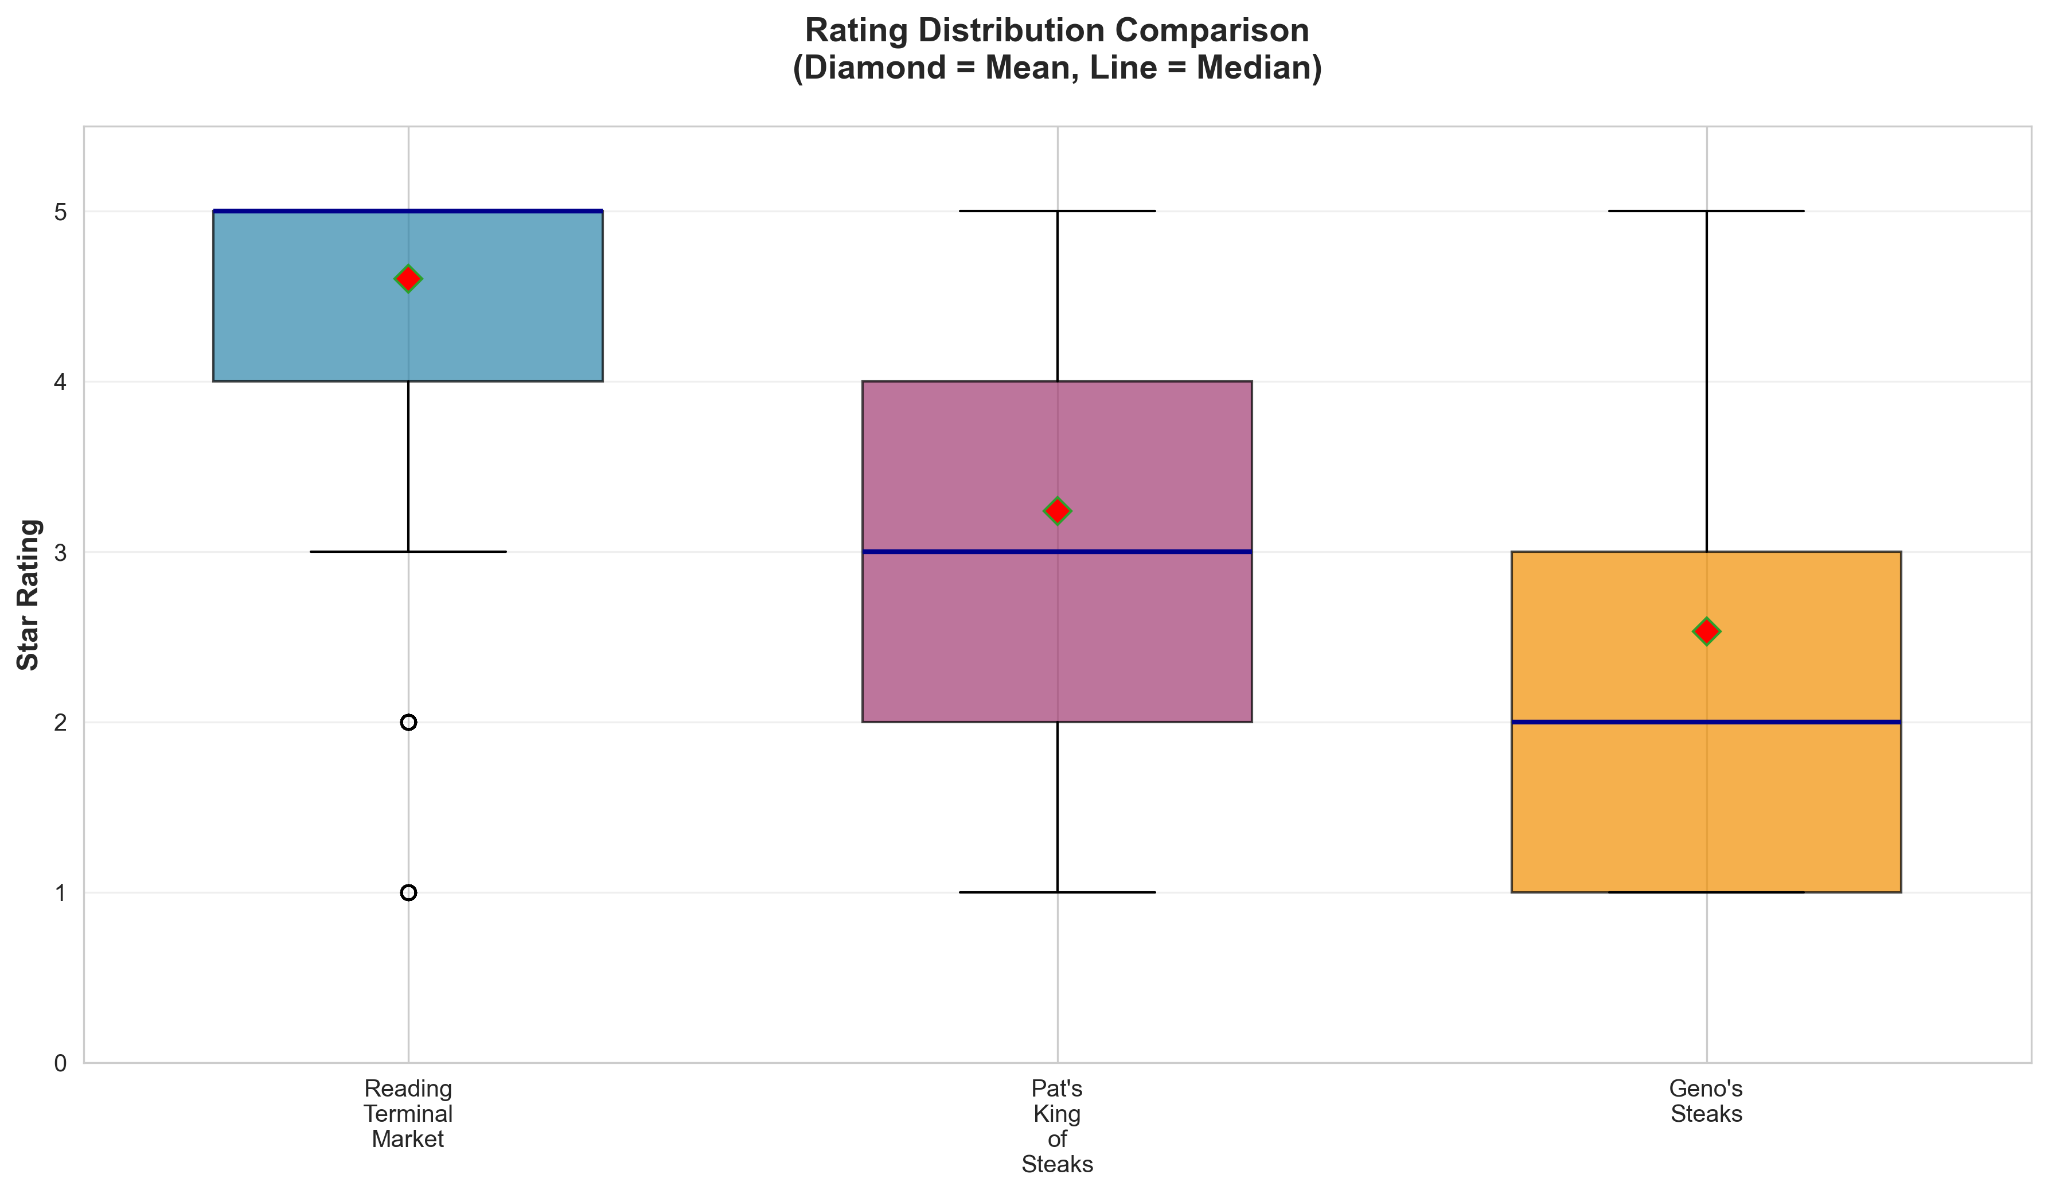 Rating Distribution Comparison
(Diamond = Mean, Line = Median)
Star Rating
5
4
3
2
1
0
Reading
Terminal
Market
Pat's
King
of
Steaks
Geno's
Steaks